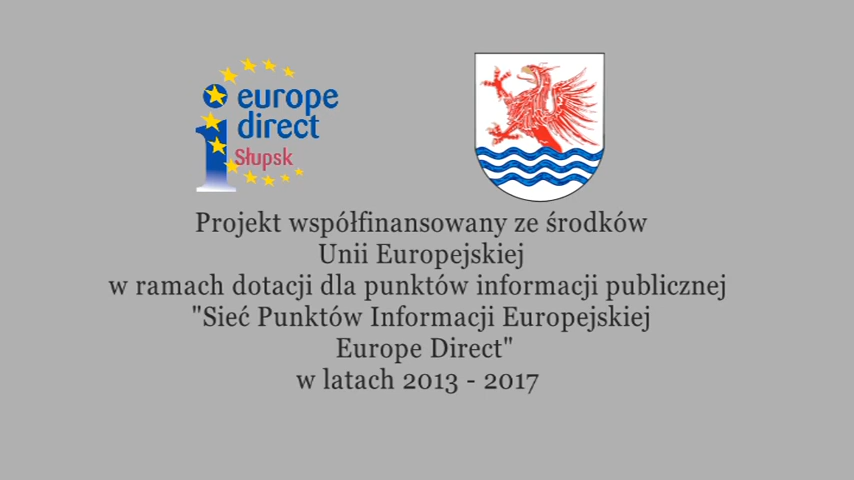 europe
direct
Słupsk
Projekt współfinansowany ze środków
Unii Europejskiej
w ramach dotacji dla punktów informacji publicznej
"Sieć Punktów Informacji Europejskiej
Europe Direct"
w latach 2013 - 2017